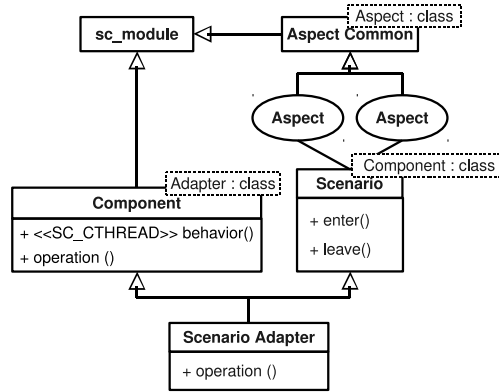 Aspect : class
sc_module
Aspect Common
Aspect
Aspect
Component : class
Adapter : class
Scenario
Component
+ enter()
+ <<SC_CTHREAD>> behavior()
+ leave()
+ operation ()
Scenario Adapter
+ operation ()